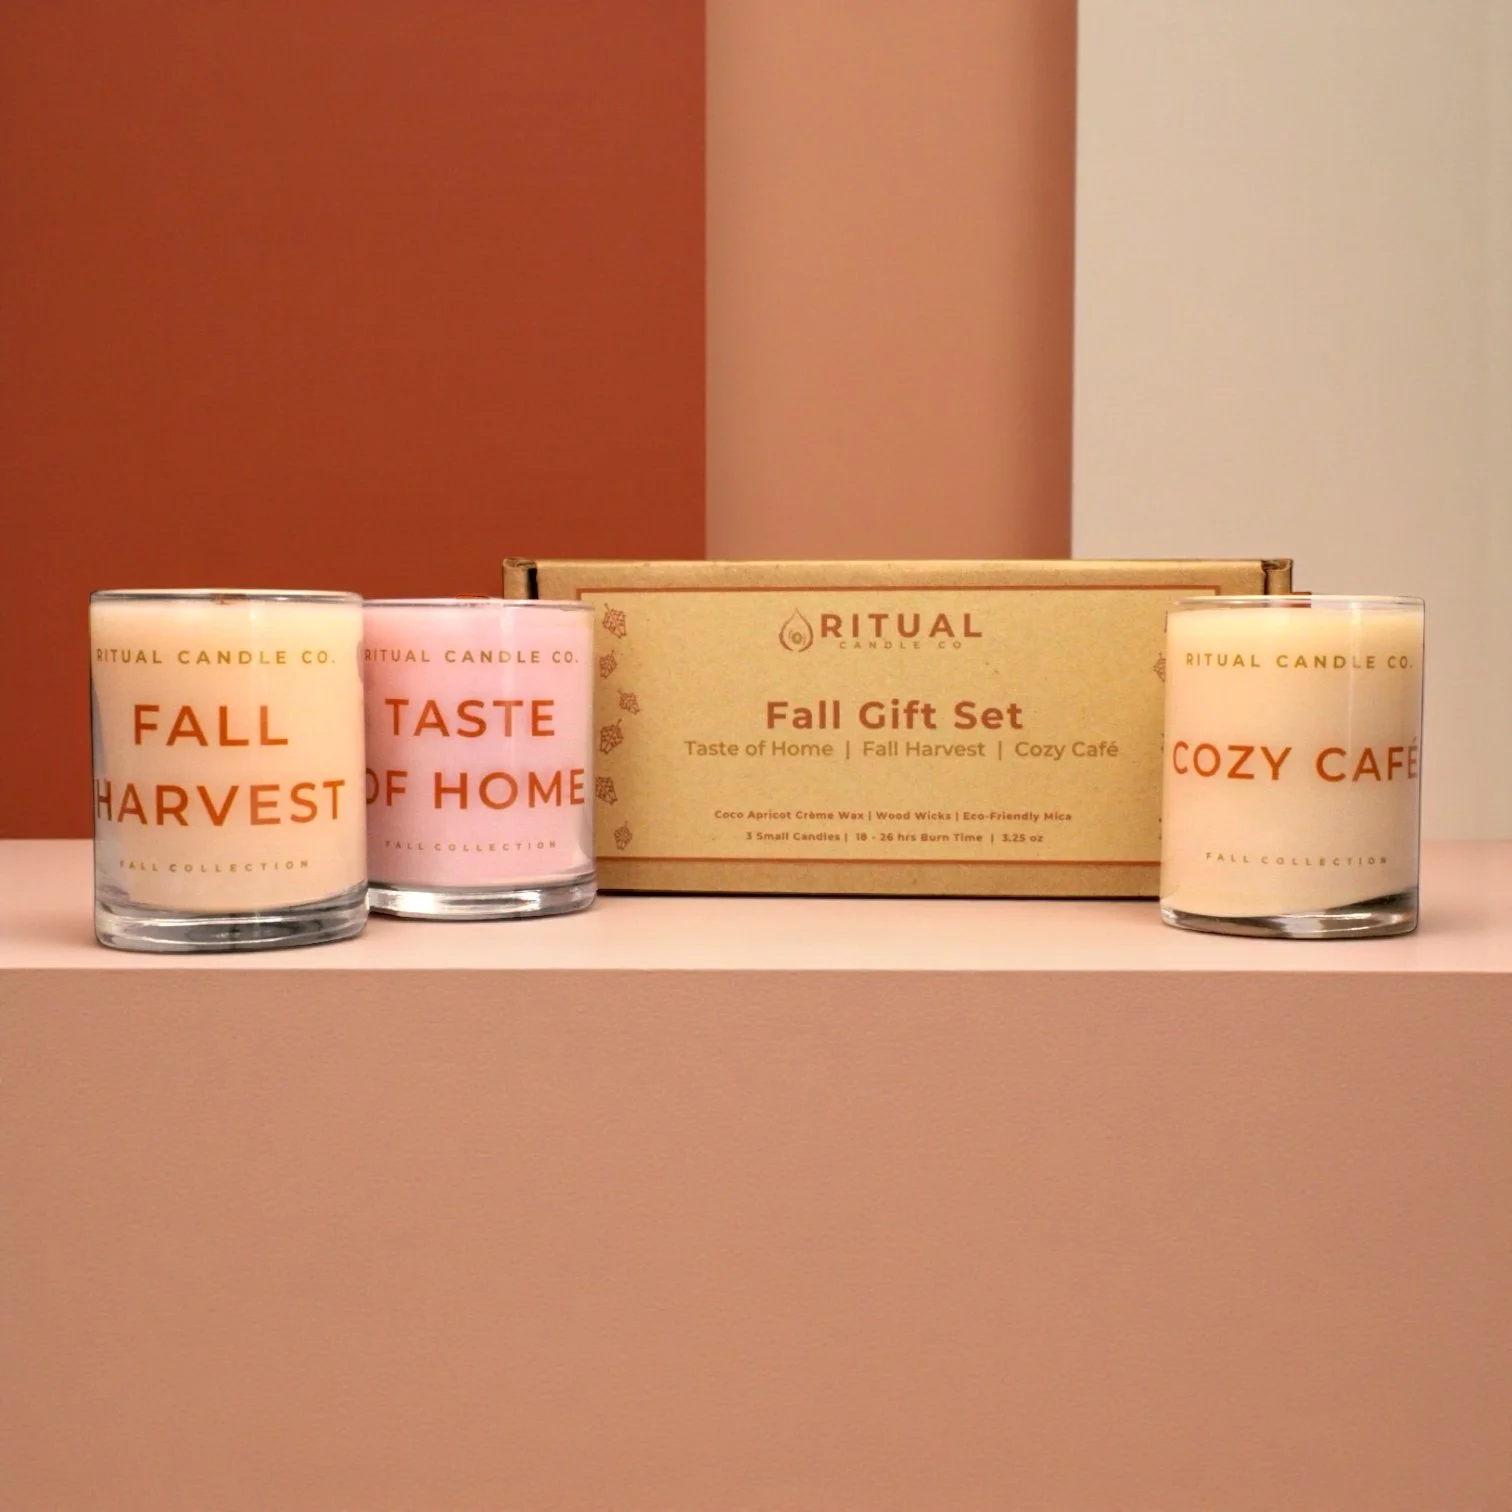 RITUAL CANDLE CO.
FALL
HARVEST
FALL COLLECTION
RITUAL CANDLE CO.
TASTE
OF HOME
FALL COLLECTION
RITUAL
CANDLE CO
Fall Gift Set
Taste of Home | Fall Harvest | Cozy Café
Coco Apricot Crème Wax | Wood Wicks | Eco-Friendly Mica
3 Small Candles | 18 - 26 hrs Burn Time | 3.25 oz
RITUAL CANDLE CO.
COZY CAFÉ
FALL COLLECTION